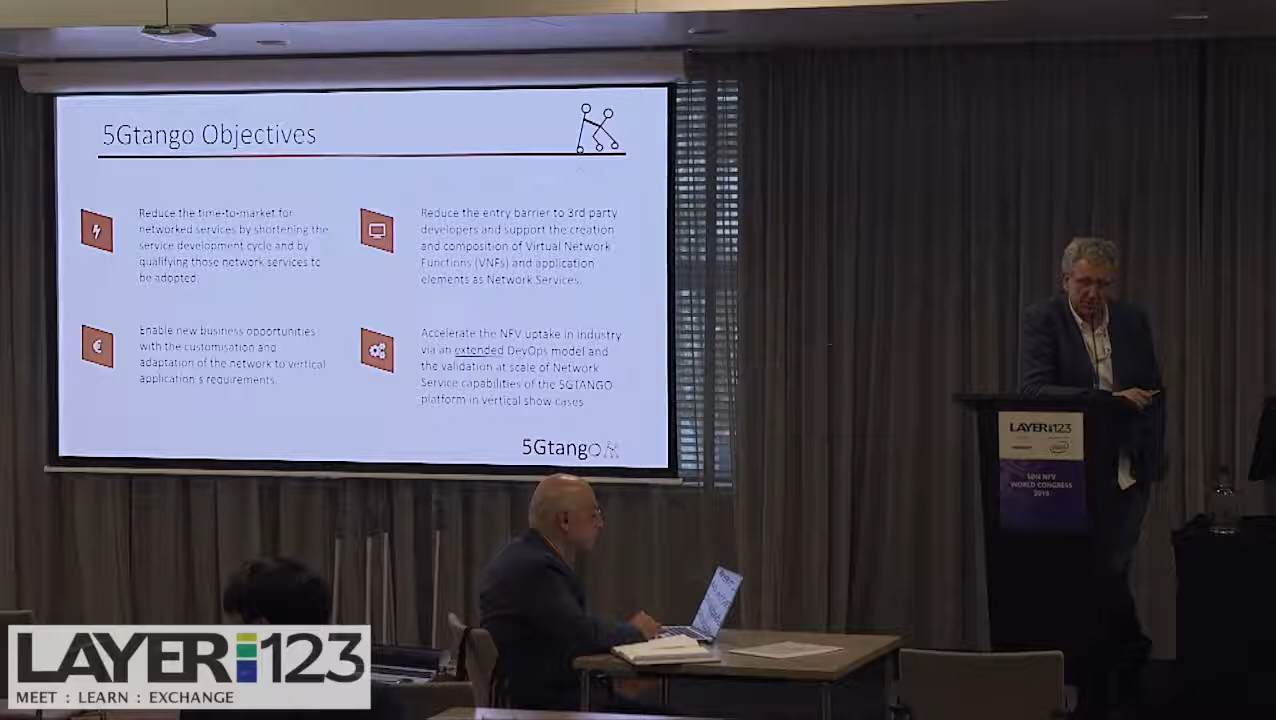 5Gtango Objectives
Reduce the time-to-market for
networked services by shortening the
service development cycle and by
qualifying those network services to
be adopted.
Reduce the entry barrier to 3rd party
developers and support the creation
and composition of Virtual Network
Functions (VNFs) and application
elements as Network Services.
Enable new business opportunities
with the customisation and
adaptation of the network to vertical
application's requirements.
Accelerate the NFV uptake in industry
via an extended DevOps model and
the validation at scale of Network
Service capabilities of the 5GTANGO
platform in vertical show cases
5Gtango
LAYER123
SDN NFV
WORLD CONGRESS
2019
LAYER123
MEET : LEARN : EXCHANGE